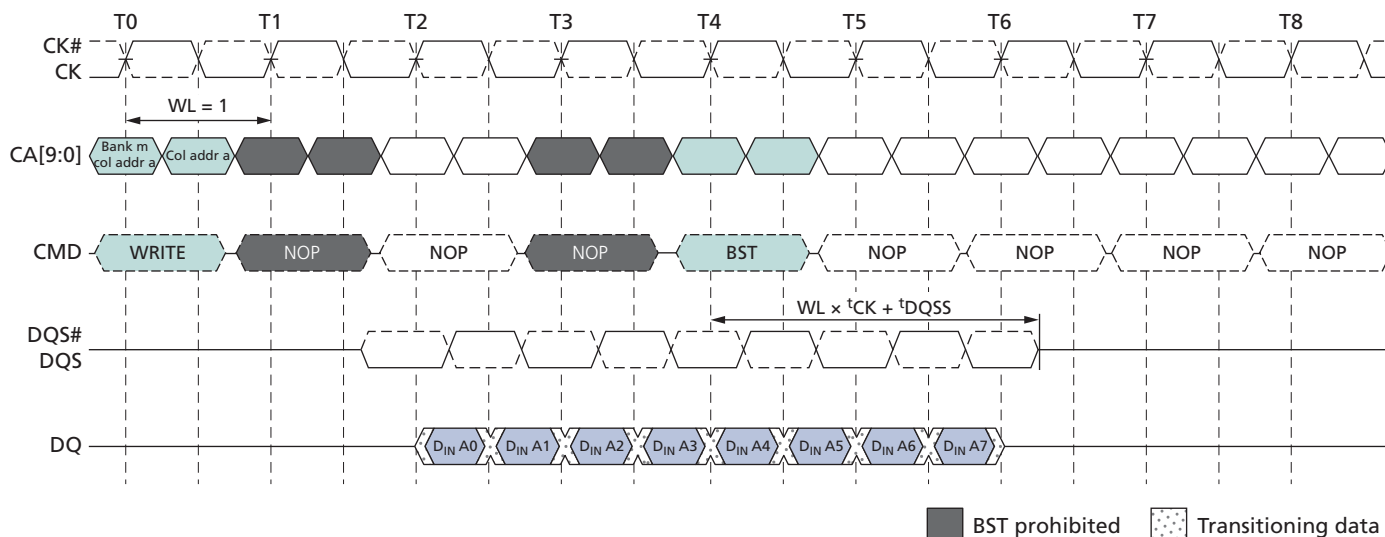 T0 T1 T2 T3 T4 T5 T6 T7 T8
CK#
CK
WL = 1
CA[9:0]
Bank m
col addr a
Col addr a
CMD WRITE NOP NOP NOP BST NOP NOP NOP NOP
WL × tCK + tDQSS
DQS#
DQS
DQ DIN A0 DIN A1 DIN A2 DIN A3 DIN A4 DIN A5 DIN A6 DIN A7
BST prohibited Transitioning data